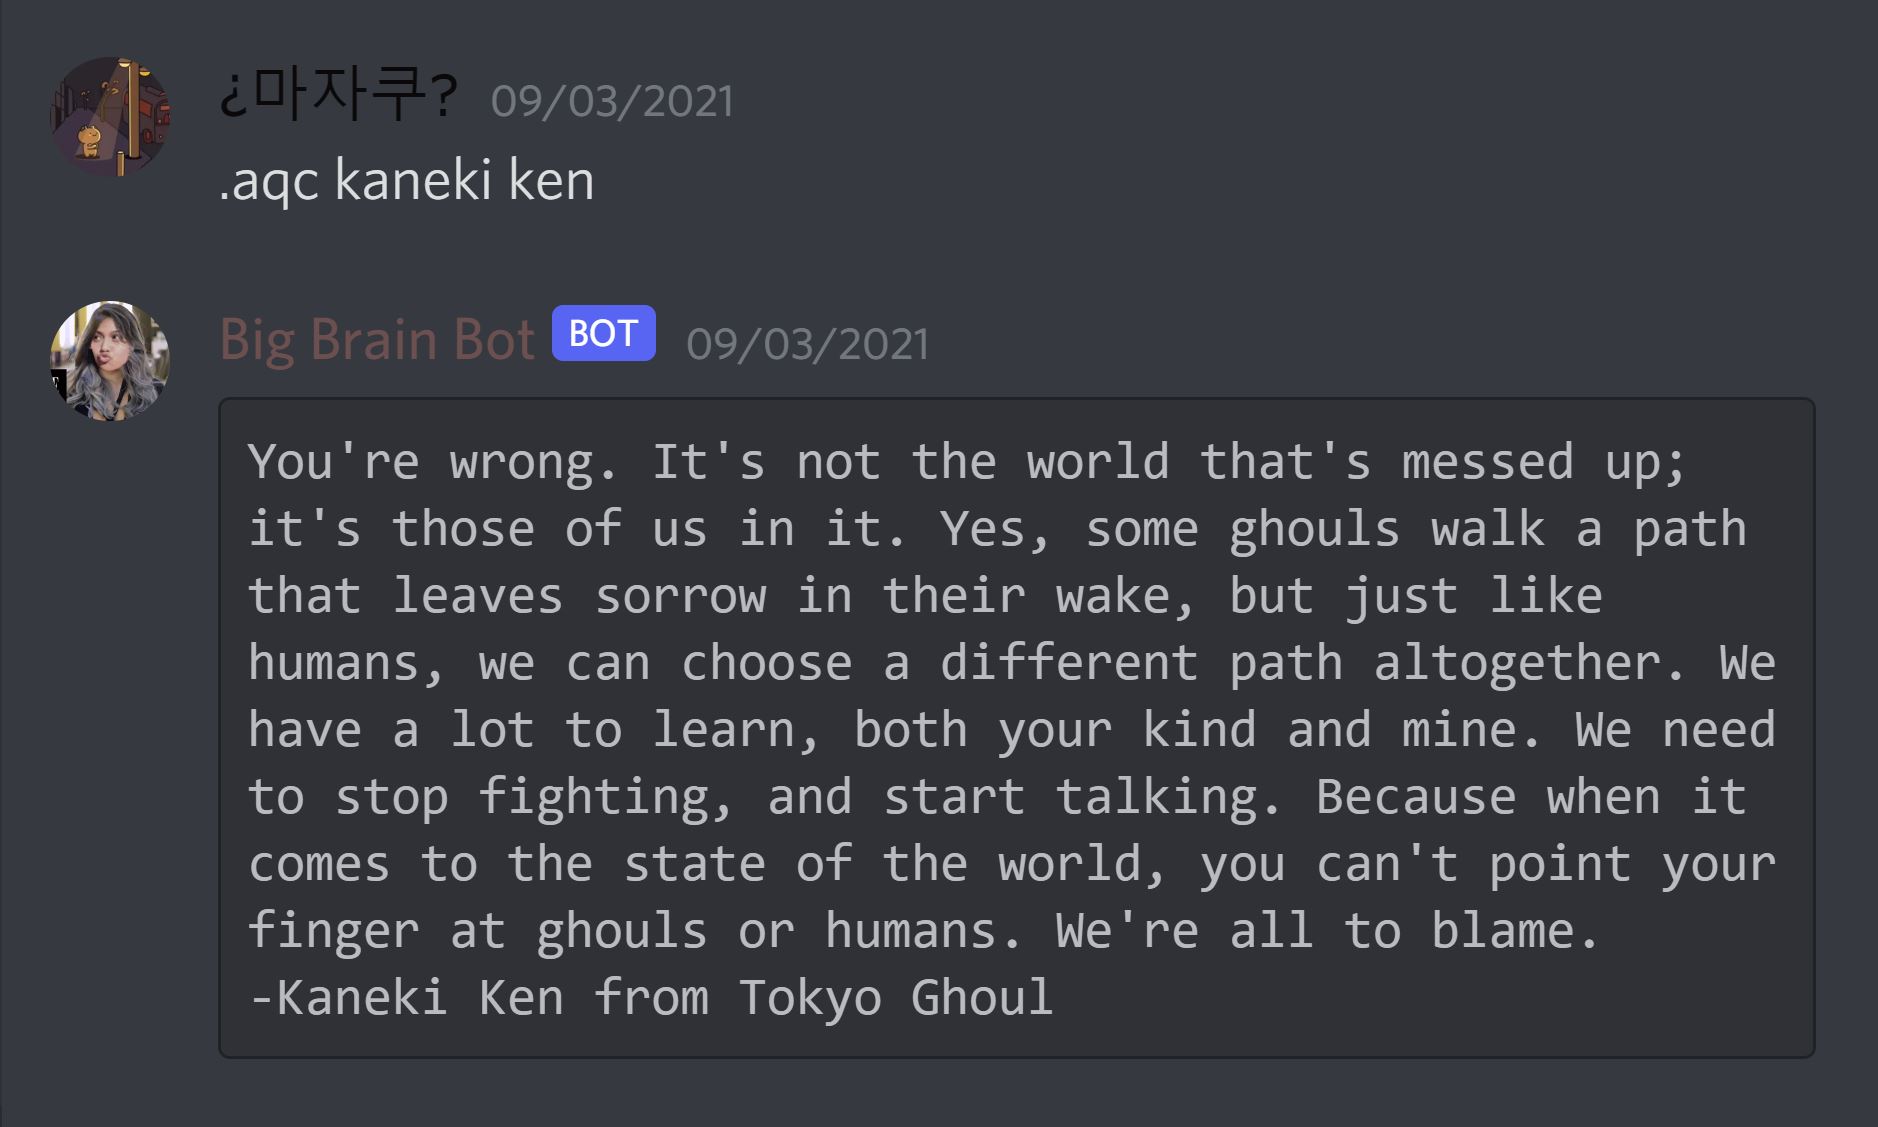 ¿마자쿠? 09/03/2021
.aqc kaneki ken
Big Brain Bot BOT 09/03/2021
You're wrong. It's not the world that's messed up;
it's those of us in it. Yes, some ghouls walk a path
that leaves sorrow in their wake, but just like
humans, we can choose a different path altogether. We
have a lot to learn, both your kind and mine. We need
to stop fighting, and start talking. Because when it
comes to the state of the world, you can't point your
finger at ghouls or humans. We're all to blame.
-Kaneki Ken from Tokyo Ghoul